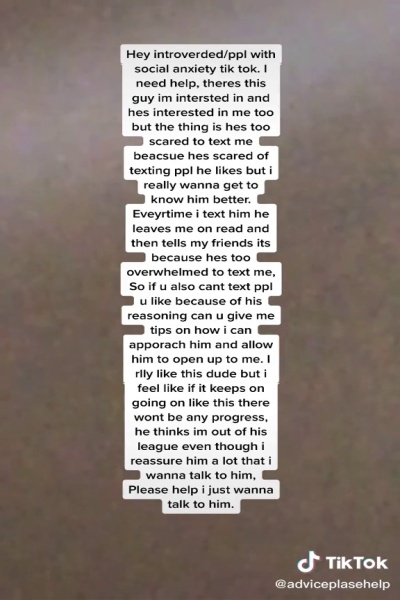 Hey introverded/ppl with
social anxiety tik tok. I
need help, theres this
guy im intersted in and
hes interested in me too
but the thing is hes too
scared to text me
beacsue hes scared of
texting ppl he likes but i
really wanna get to
know him better.
Eveyrtime i text him he
leaves me on read and
then tells my friends its
because hes too
overwhelmed to text me,
So if u also cant text ppl
u like because of his
reasoning can u give me
tips on how i can
apporach him and allow
him to open up to me. I
rlly like this dude but i
feel like if it keeps on
going on like this there
wont be any progress,
he thinks im out of his
league even though i
reassure him a lot that i
wanna talk to him,
Please help i just wanna
talk to him.
TikTok
@adviceplasehelp